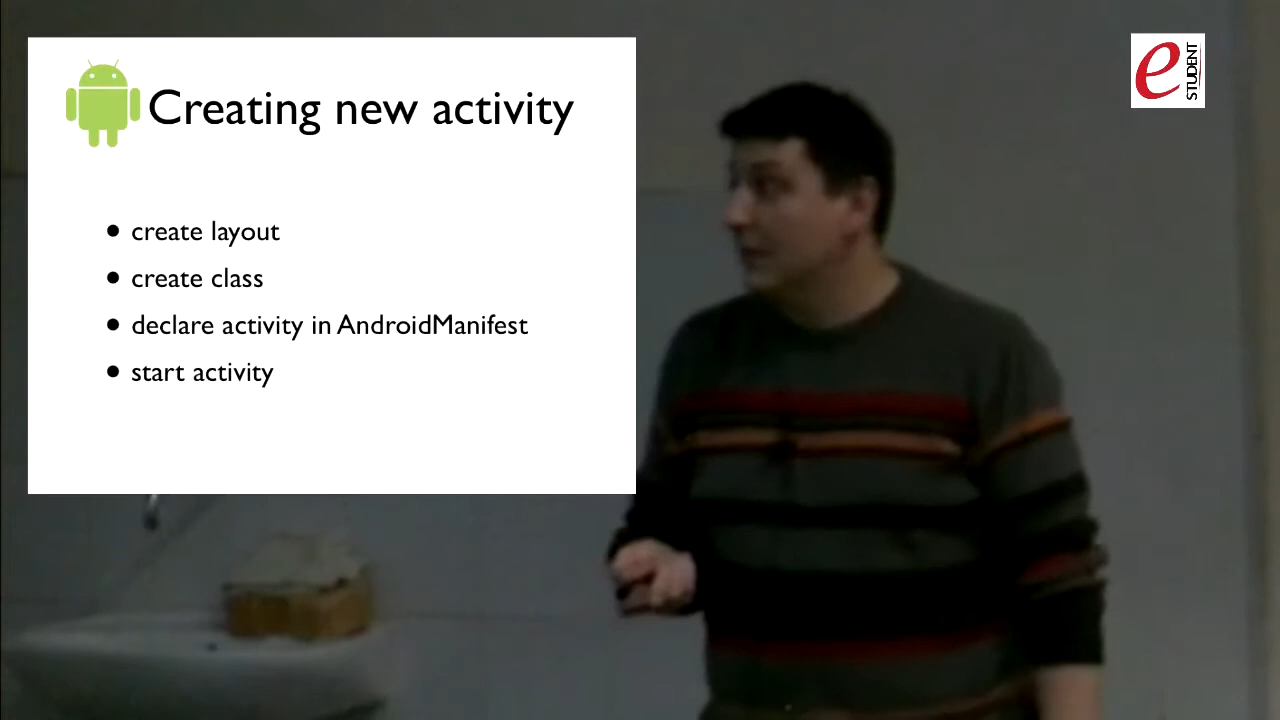 Creating new activity
• create layout
• create class
• declare activity in AndroidManifest
• start activity
e
STUDENT